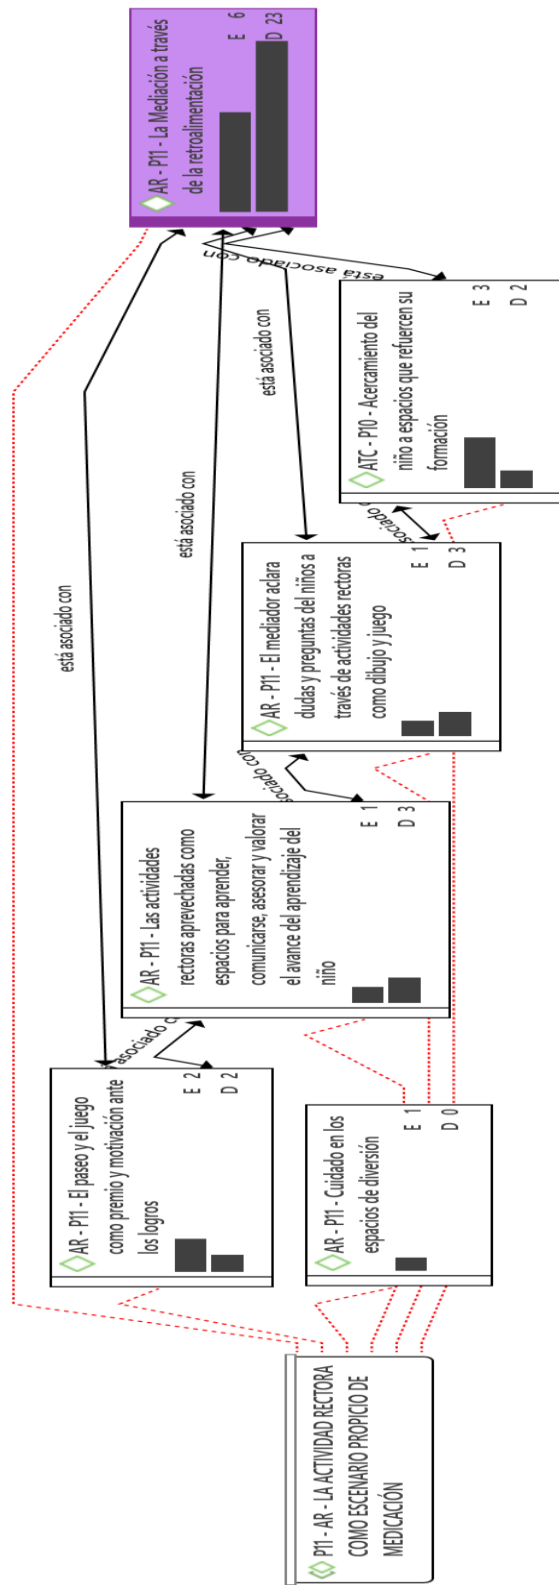 P11 - AR - LA ACTIVIDAD RECTORA
COMO ESCENARIO PROPICIO DE
MEDICACIÓN
AR - P11 - El paseo y el juego
como premio y motivación ante
los logros
E 2
D 2
AR - P11 - Cuidado en los
espacios de diversión
E 1
D 0
AR - P11 - Las actividades
rectoras aprevechadas como
espacios para aprender,
comunicarse, asesorar y valorar
el avance del aprendizaje del
niño
E 1
D 3
AR - P11 - El mediador aclara
dudas y preguntas del niños a
través de actividades rectoras
como dibujo y juego
E 1
D 3
ATC - P10 - Acercamiento del
niño a espacios que refuercen su
formación
E 3
D 2
AR - P11 - La Mediación a través
de la retroalimentación
E 6
D 23
está asociado con
está asociado con
está asociado con
está asociado con
asociado
asociado con
asociado